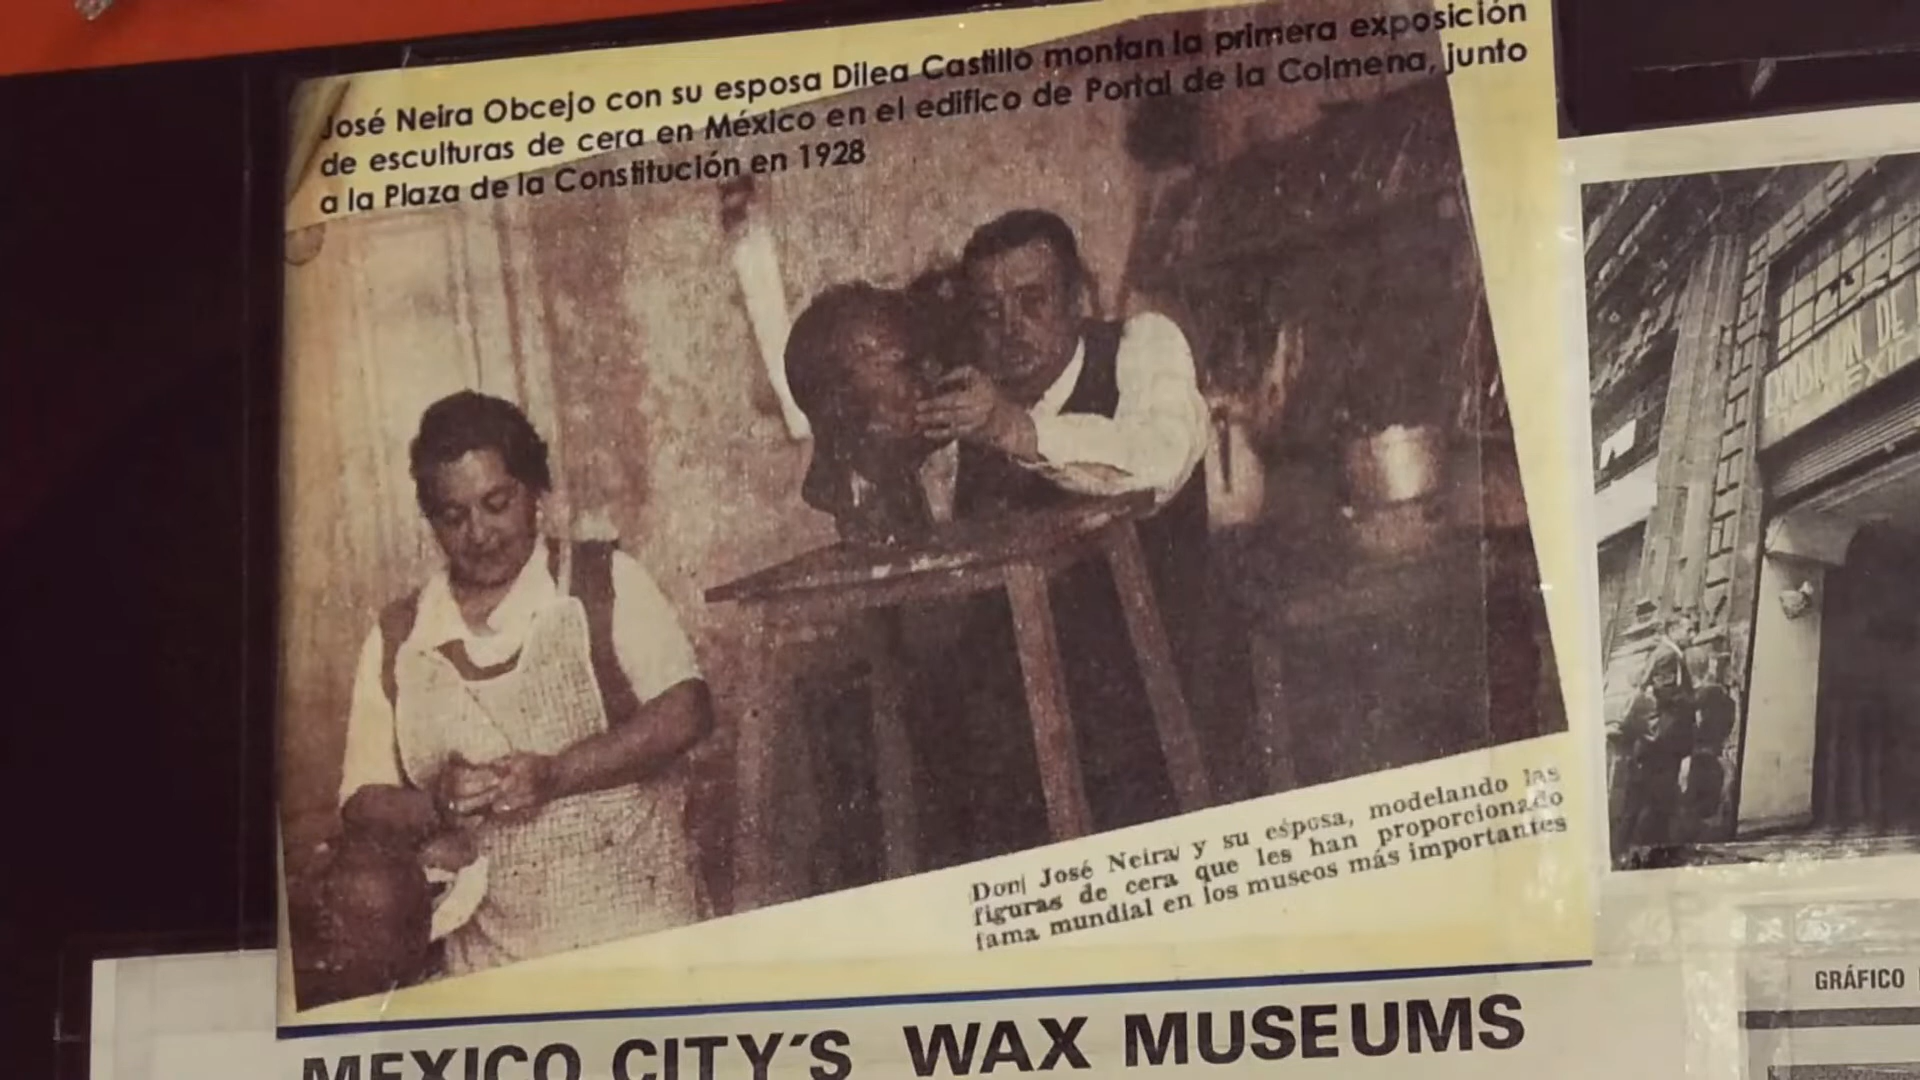 José Neira Obcejo con su esposa Dilea Castillo montan la primera exposición
de esculturas de cera en México en el edifico de Portal de la Colmena, junto
a la Plaza de la Constitución en 1928
EXPOSICION DE
Don José Neira y su esposa, modelando las
figuras de cera que les han proporcionado
fama mundial en los museos más importantes
MEXICO CITY´S WAX MUSEUMS
GRÁFICO